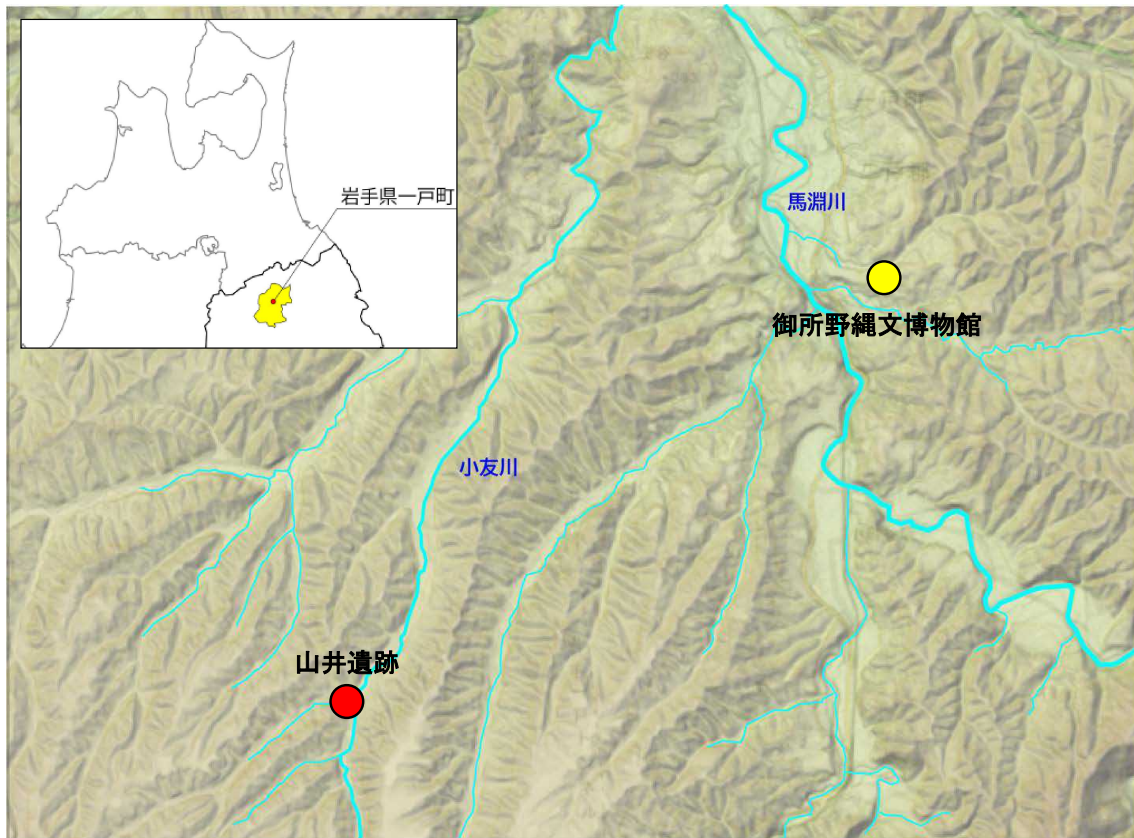 岩手県一戸町
馬淵川
御所野縄文博物館
小友川
山井遺跡